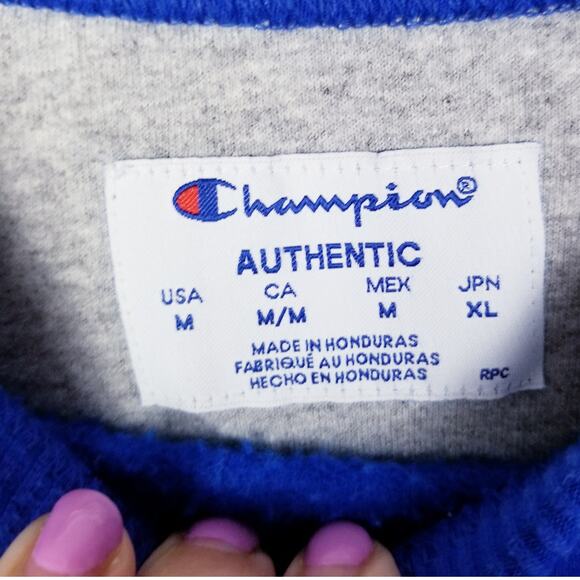 Champion®
AUTHENTIC
USA CA MEX JPN
M M/M M XL
MADE IN HONDURAS
FABRIQUÉ AU HONDURAS
HECHO EN HONDURAS RPC